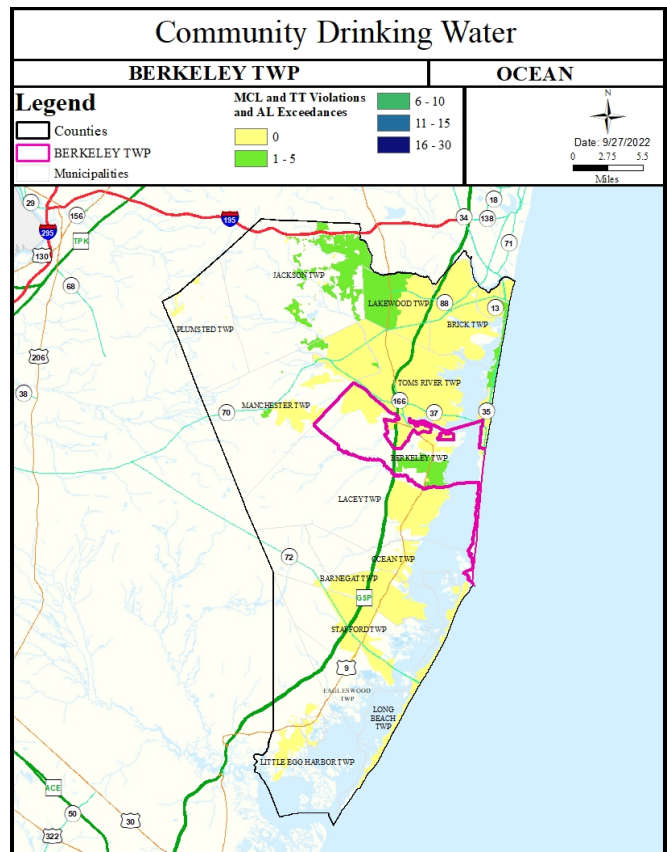 Community Drinking Water
BERKELEY TWP
OCEAN
Legend
Counties
BERKELEY TWP
Municipalities
MCL and TT Violations
and AL Exceedances
0
1 - 5
6 - 10
11 - 15
16 - 30
N
Date: 9/27/2022
0 2.75 5.5
Miles
29
156
295
TPK
130
195
34
18
138
71
68
JACKSON TWP
LAKEWOOD TWP
88
13
BRICK TWP
PLUMSTED TWP
206
38
TOMS RIVER TWP
70
MANCHESTER TWP
166
37
35
BERKELEY TWP
LACEY TWP
72
OCEAN TWP
BARNEGAT TWP
GSP
STAFFORD TWP
9
EAGLESWOOD
TWP
LONG
BEACH
TWP
LITTLE EGG HARBOR TWP
ACE
50
30
322